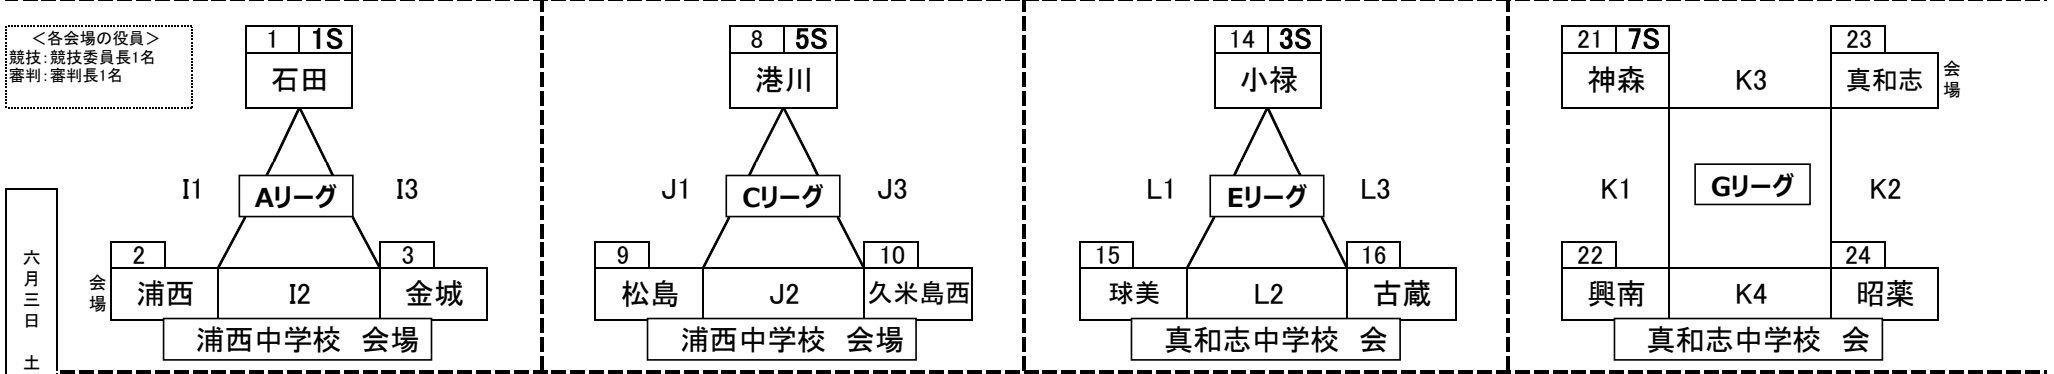 ＜各会場の役員＞
競技：競技委員長1名
審判：審判長1名
六月三日 土
1 1S
石田
I1 Aリーグ I3
2 3
会場
浦西 I2 金城
浦西中学校 会場
8 5S
港川
J1 Cリーグ J3
9 10
松島 J2 久米島西
浦西中学校 会場
14 3S
小禄
L1 Eリーグ L3
15 16
球美 L2 古蔵
真和志中学校 会
21 7S 23
神森 K3 真和志
会場
K1 Gリーグ K2
22 24
興南 K4 昭薬
真和志中学校 会